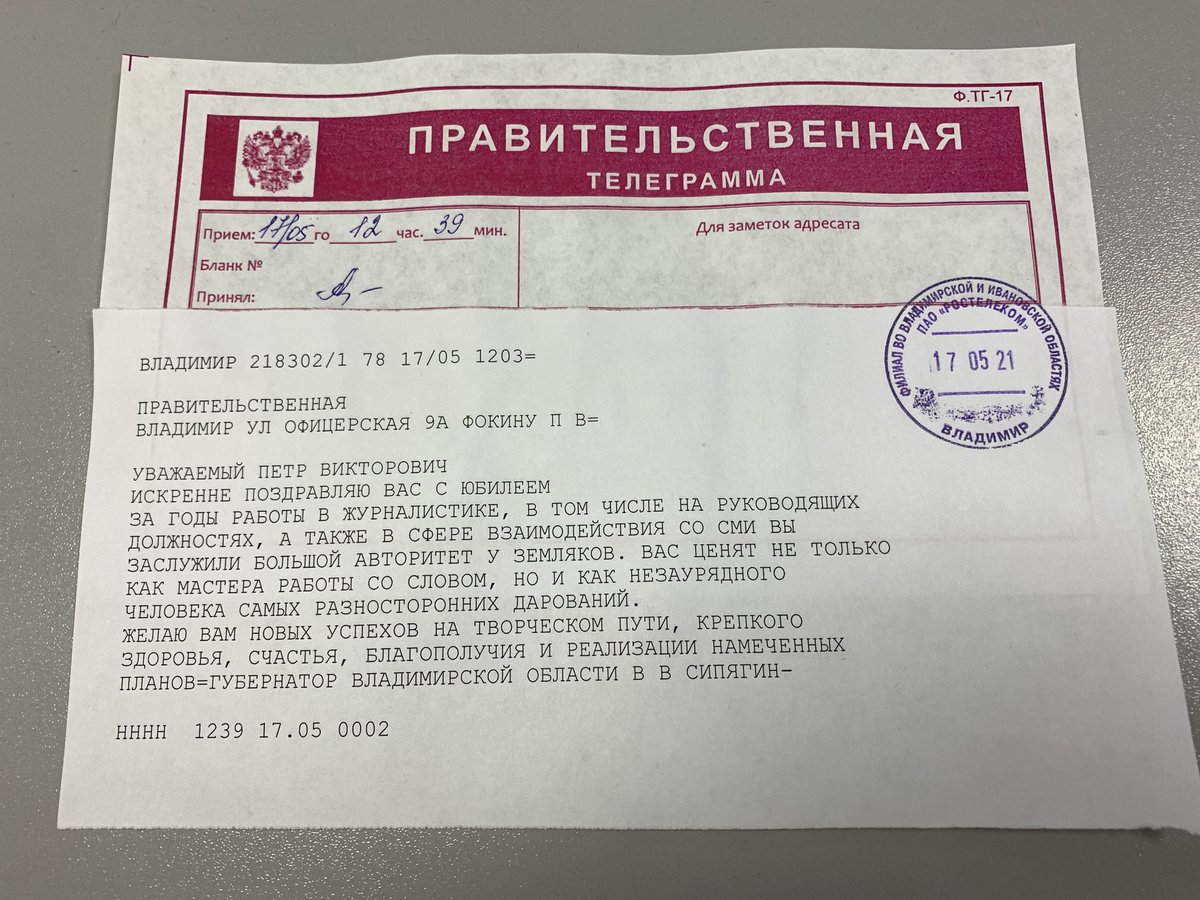 Ф.ТГ-17
ПРАВИТЕЛЬСТВЕННАЯ
ТЕЛЕГРАММА
Прием: 17/05 го 12 час. 39 мин.
Для заметок адресата
Бланк №
Принял:
ФИЛИАЛ ВО ВЛАДИМИРСКОЙ И ИВАНОВСКОЙ ОБЛАСТЯХ
ПАО «РОСТЕЛЕКОМ»
17 05 21
ВЛАДИМИР
ВЛАДИМИР 218302/1 78 17/05 1203=
ПРАВИТЕЛЬСТВЕННАЯ
ВЛАДИМИР УЛ ОФИЦЕРСКАЯ 9А ФОКИНУ П В=
УВАЖАЕМЫЙ ПЕТР ВИКТОРОВИЧ
ИСКРЕННЕ ПОЗДРАВЛЯЮ ВАС С ЮБИЛЕЕМ
ЗА ГОДЫ РАБОТЫ В ЖУРНАЛИСТИКЕ, В ТОМ ЧИСЛЕ НА РУКОВОДЯЩИХ
ДОЛЖНОСТЯХ, А ТАКЖЕ В СФЕРЕ ВЗАИМОДЕЙСТВИЯ СО СМИ ВЫ
ЗАСЛУЖИЛИ БОЛЬШОЙ АВТОРИТЕТ У ЗЕМЛЯКОВ. ВАС ЦЕНЯТ НЕ ТОЛЬКО
КАК МАСТЕРА РАБОТЫ СО СЛОВОМ, НО И КАК НЕЗАУРЯДНОГО
ЧЕЛОВЕКА САМЫХ РАЗНОСТОРОННИХ ДАРОВАНИЙ.
ЖЕЛАЮ ВАМ НОВЫХ УСПЕХОВ НА ТВОРЧЕСКОМ ПУТИ, КРЕПКОГО
ЗДОРОВЬЯ, СЧАСТЬЯ, БЛАГОПОЛУЧИЯ И РЕАЛИЗАЦИИ НАМЕЧЕННЫХ
ПЛАНОВ=ГУБЕРНАТОР ВЛАДИМИРСКОЙ ОБЛАСТИ В В СИПЯГИН-
НННН 1239 17.05 0002